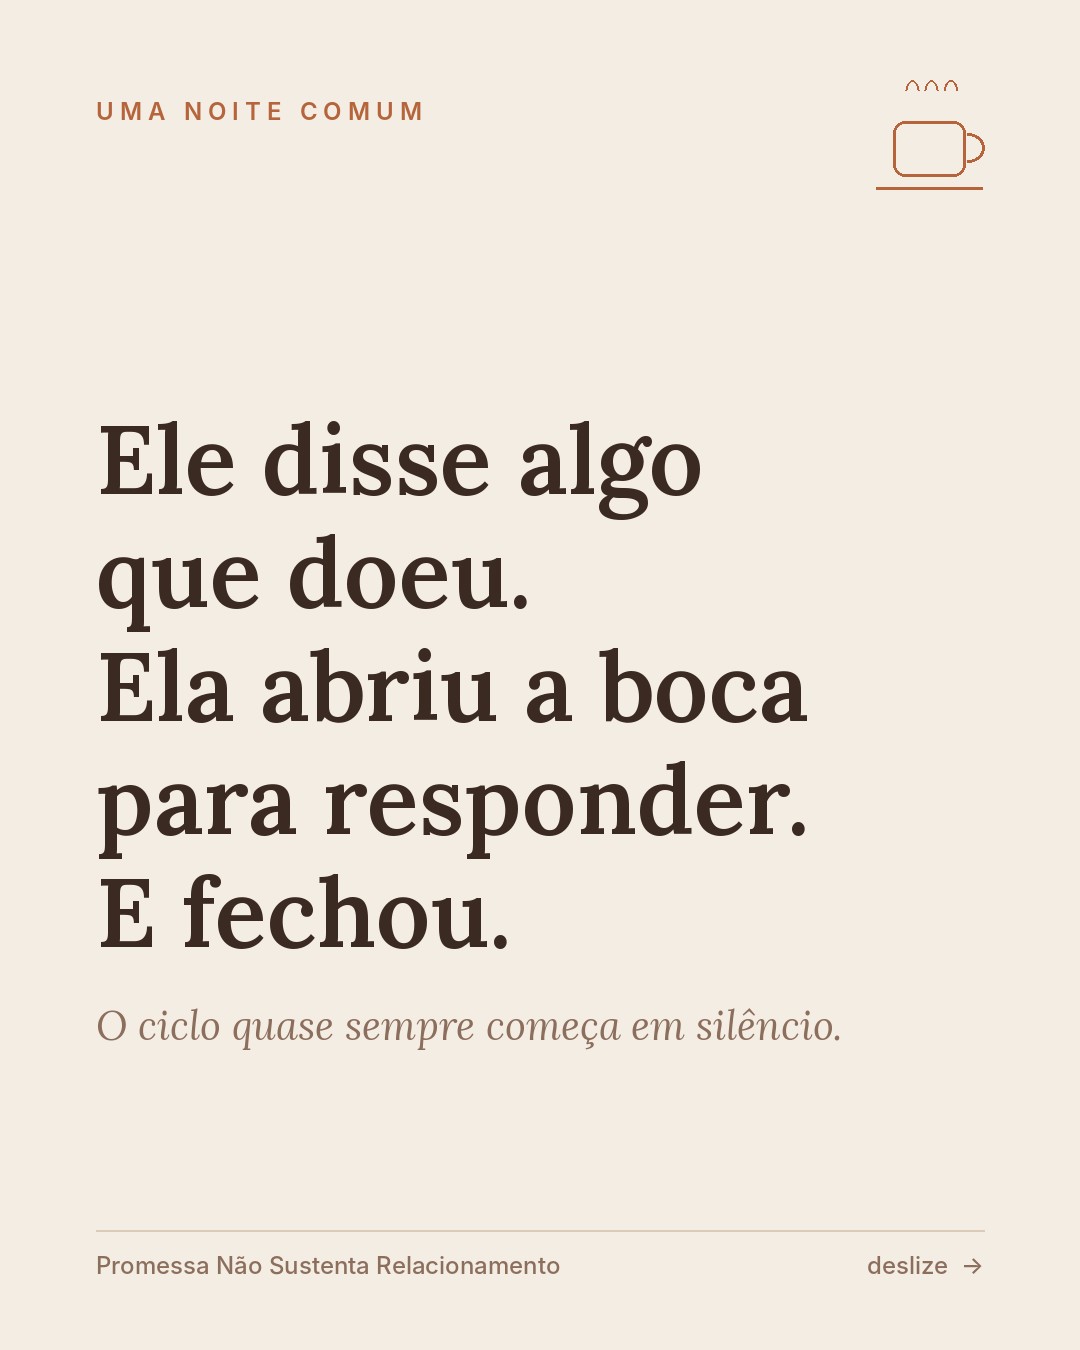 UMA NOITE COMUM
Ele disse algo
que doeu.
Ela abriu a boca
para responder.
E fechou.
O ciclo quase sempre começa em silêncio.
Promessa Não Sustenta Relacionamento
deslize →